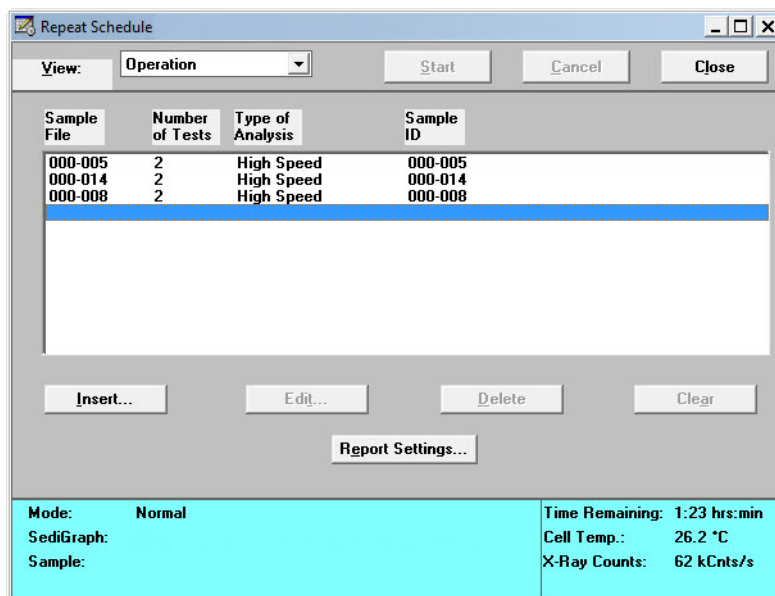 Repeat Schedule
View: Operation Start Cancel Close
Sample File Number of Tests Type of Analysis Sample ID
000-005 2 High Speed 000-005
000-014 2 High Speed 000-014
000-008 2 High Speed 000-008
Insert... Edit... Delete Clear
Report Settings...
Mode: Normal Time Remaining: 1:23 hrs:min
SediGraph: Cell Temp.: 26.2 °C
Sample: X-Ray Counts: 62 kCnts/s